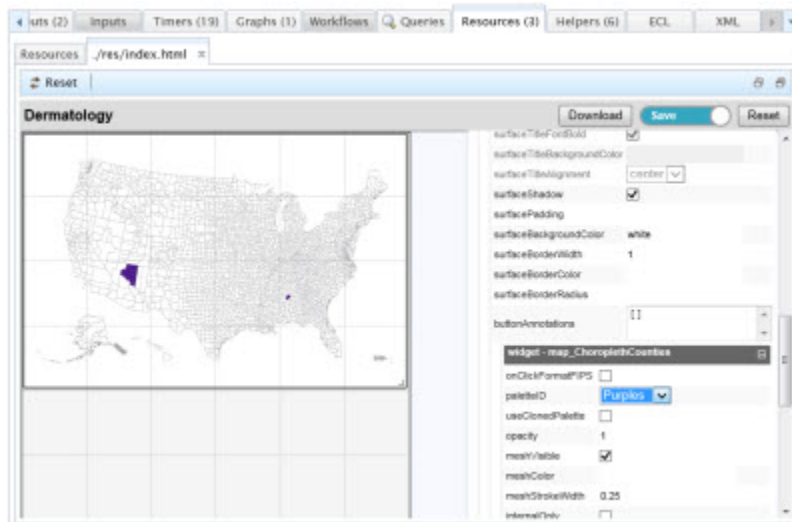 uts (2) Inputs Timers (19) Graphs (1) Workflows Queries Resources (3) Helpers (6) ECL XML
Resources ./res/index.html
Reset
Dermatology Download Save Reset
surfaceTitleFontBold
surfaceTitleBackgroundColor
surfaceTitleAlignment center
surfaceShadow
surfacePadding
surfaceBackgroundColor white
surfaceBorderWidth 1
surfaceBorderColor
surfaceBorderRadius
buttonAnnotations []
widget - map_ChoroplethCounties
onClickFormatFIPS
paletteID Purples
useClonedPalette
opacity 1
meshVisible
meshColor
meshStrokeWidth 0.25
internalOnly